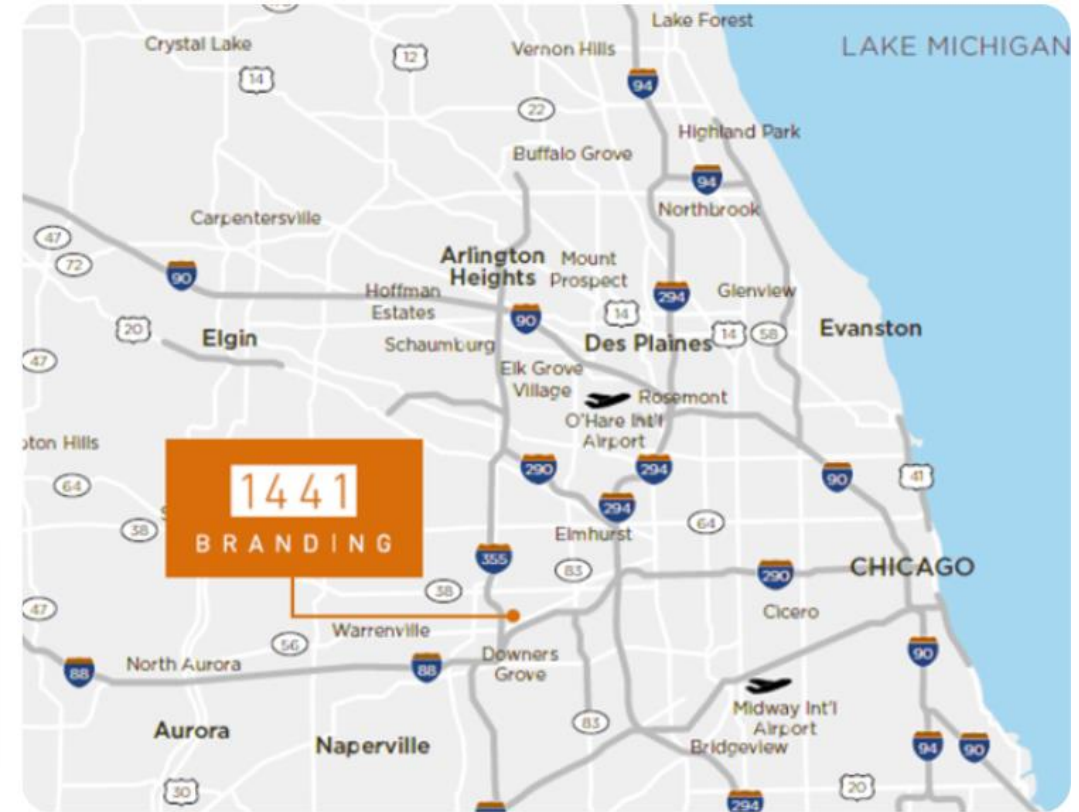 Lake Forest
Crystal Lake
Vernon Hills
LAKE MICHIGAN
12
14
94
22
Highland Park
Buffalo Grove
94
Northbrook
Carpentersville
47
72
90
Arlington
Heights
Mount
Prospect
Hoffman
Estates
294
Glenview
20
Elgin
90
14
Des Plaines
14
58
Evanston
Schaumburg
47
Elk Grove
Village
Rosemont
O'Hare Int'l
Airport
pton Hills
290
294
90
41
64
1441
BRANDING
38
294
64
Elmhurst
355
83
290
CHICAGO
38
47
Cicero
Warrenville
56
North Aurora
88
88
Downers
Grove
90
Midway Int'l
Airport
Aurora
Naperville
83
Bridgeview
94
90
30
20
294